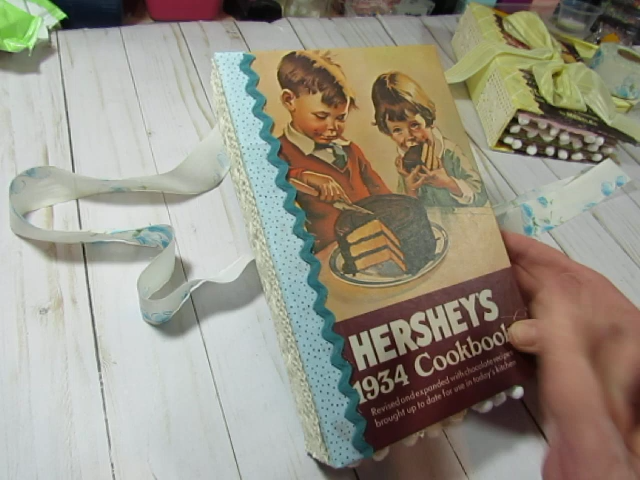 HERSHEY'S
1934 Cookbook
Revised and expanded with chocolate recipes
brought up to date for use in today's kitchen